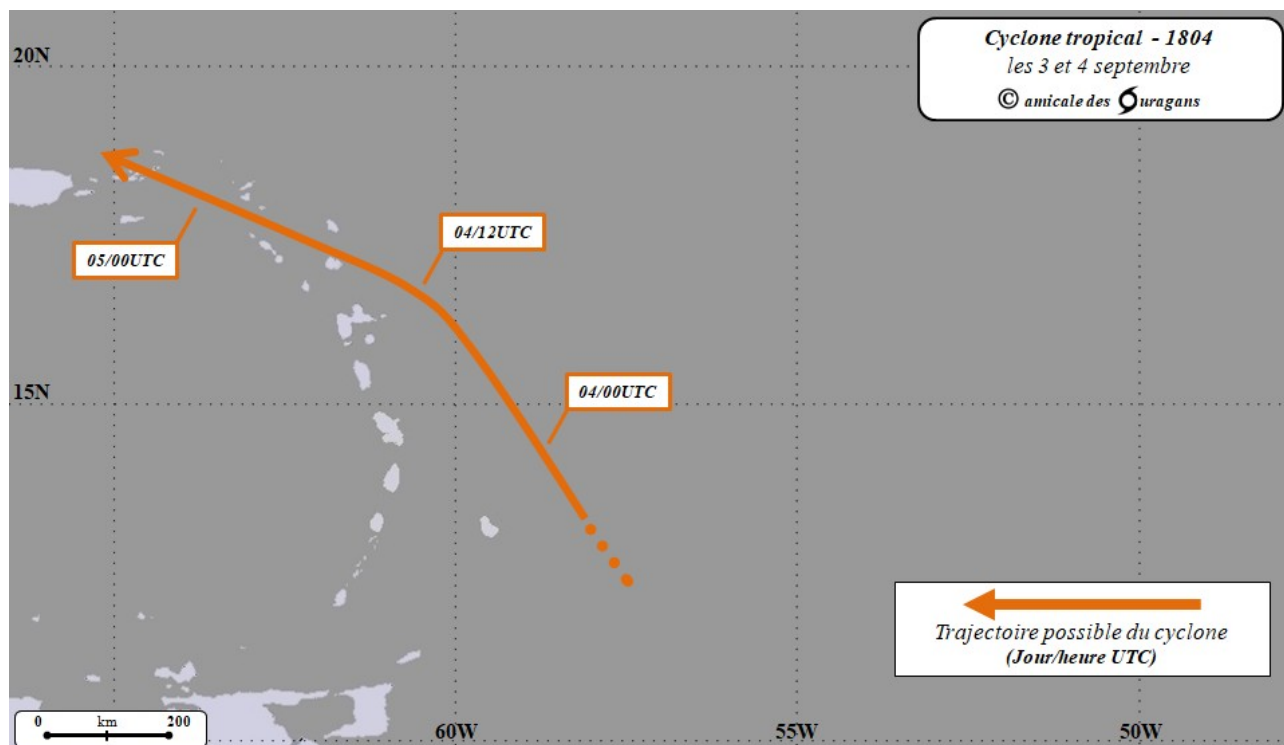 20N
Cyclone tropical - 1804
les 3 et 4 septembre
© amicale des Ouragans
04/12UTC
05/00UTC
04/00UTC
15N
Trajectoire possible du cyclone
(Jour/heure UTC)
0 km 200
60W
55W
50W